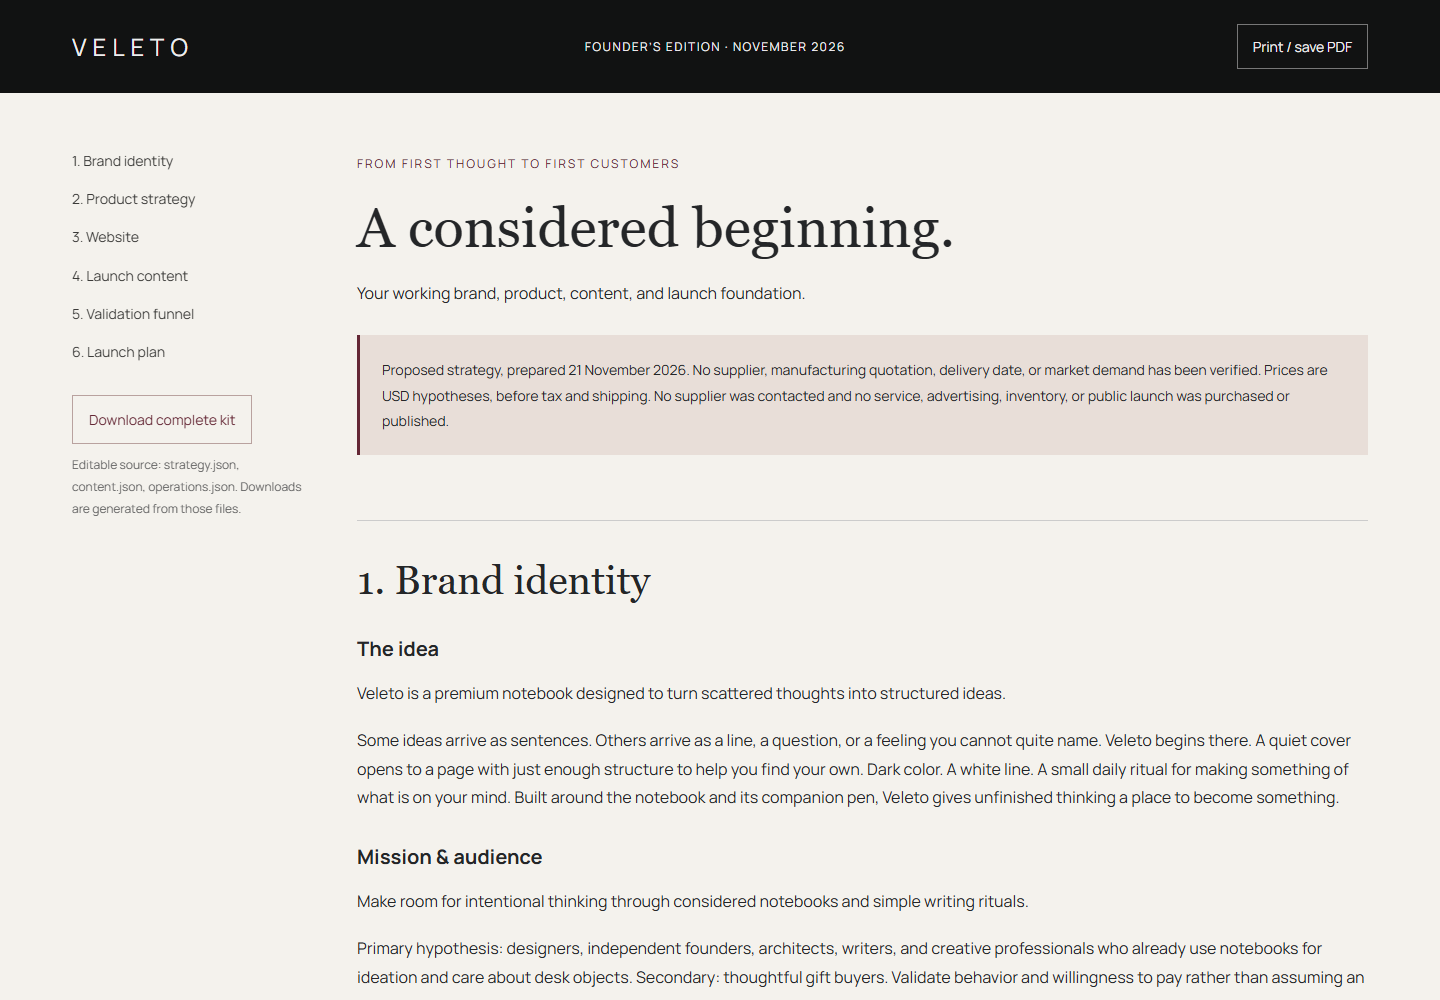 VELETO
FOUNDER'S EDITION · NOVEMBER 2026
Print / save PDF
1. Brand identity
2. Product strategy
3. Website
4. Launch content
5. Validation funnel
6. Launch plan
Download complete kit
Editable source: strategy.json,
content.json, operations.json. Downloads
are generated from those files.
FROM FIRST THOUGHT TO FIRST CUSTOMERS
A considered beginning.
Your working brand, product, content, and launch foundation.
Proposed strategy, prepared 21 November 2026. No supplier, manufacturing quotation, delivery date, or market demand has been verified. Prices are
USD hypotheses, before tax and shipping. No supplier was contacted and no service, advertising, inventory, or public launch was purchased or
published.
1. Brand identity
The idea
Veleto is a premium notebook designed to turn scattered thoughts into structured ideas.
Some ideas arrive as sentences. Others arrive as a line, a question, or a feeling you cannot quite name. Veleto begins there. A quiet cover
opens to a page with just enough structure to help you find your own. Dark color. A white line. A small daily ritual for making something of
what is on your mind. Built around the notebook and its companion pen, Veleto gives unfinished thinking a place to become something.
Mission & audience
Make room for intentional thinking through considered notebooks and simple writing rituals.
Primary hypothesis: designers, independent founders, architects, writers, and creative professionals who already use notebooks for
ideation and care about desk objects. Secondary: thoughtful gift buyers. Validate behavior and willingness to pay rather than assuming an